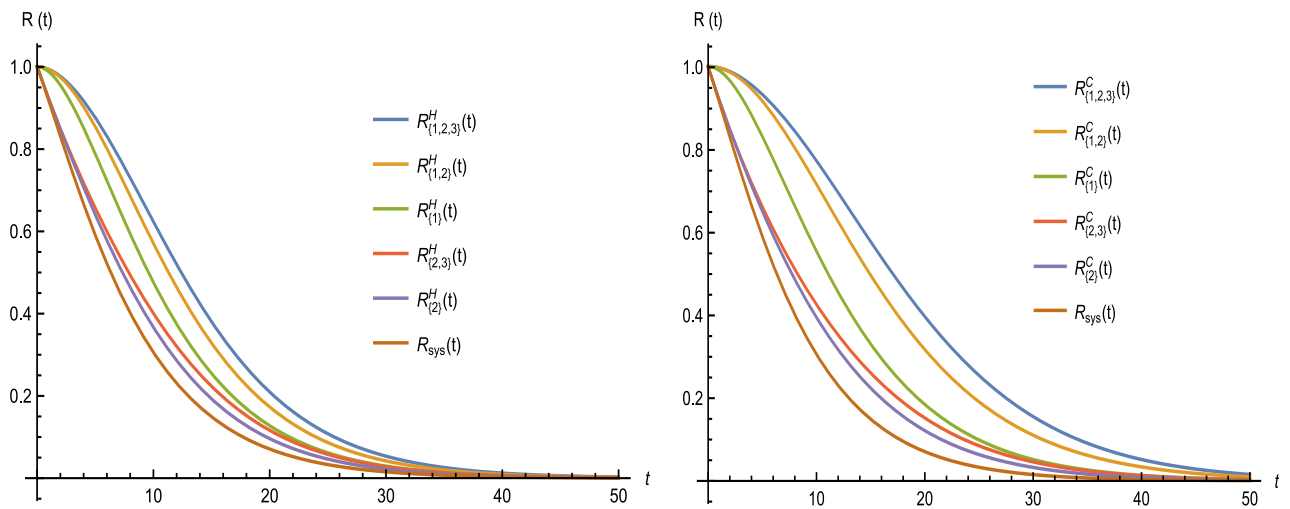 R (t)
1.0
0.8
0.6
0.4
0.2
10 20 30 40 50 t
R^H_{1,2,3}(t)
R^H_{1,2}(t)
R^H_{1}(t)
R^H_{2,3}(t)
R^H_{2}(t)
R_sys(t)
R (t)
1.0
0.8
0.6
0.4
0.2
10 20 30 40 50 t
R^C_{1,2,3}(t)
R^C_{1,2}(t)
R^C_{1}(t)
R^C_{2,3}(t)
R^C_{2}(t)
R_sys(t)